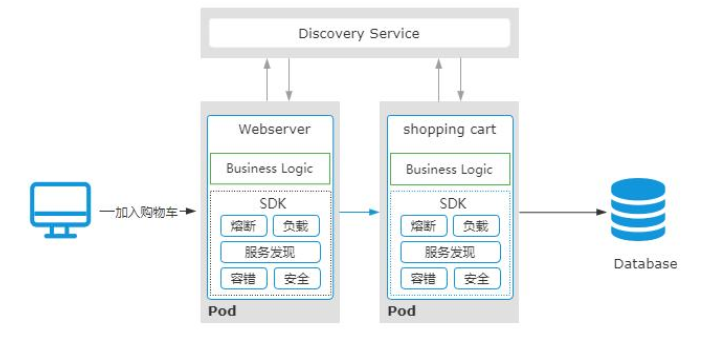 Discovery Service
Webserver
Business Logic
SDK
熔断 负载
服务发现
容错 安全
Pod
shopping cart
Business Logic
SDK
熔断 负载
服务发现
容错 安全
Pod
加入购物车
Database